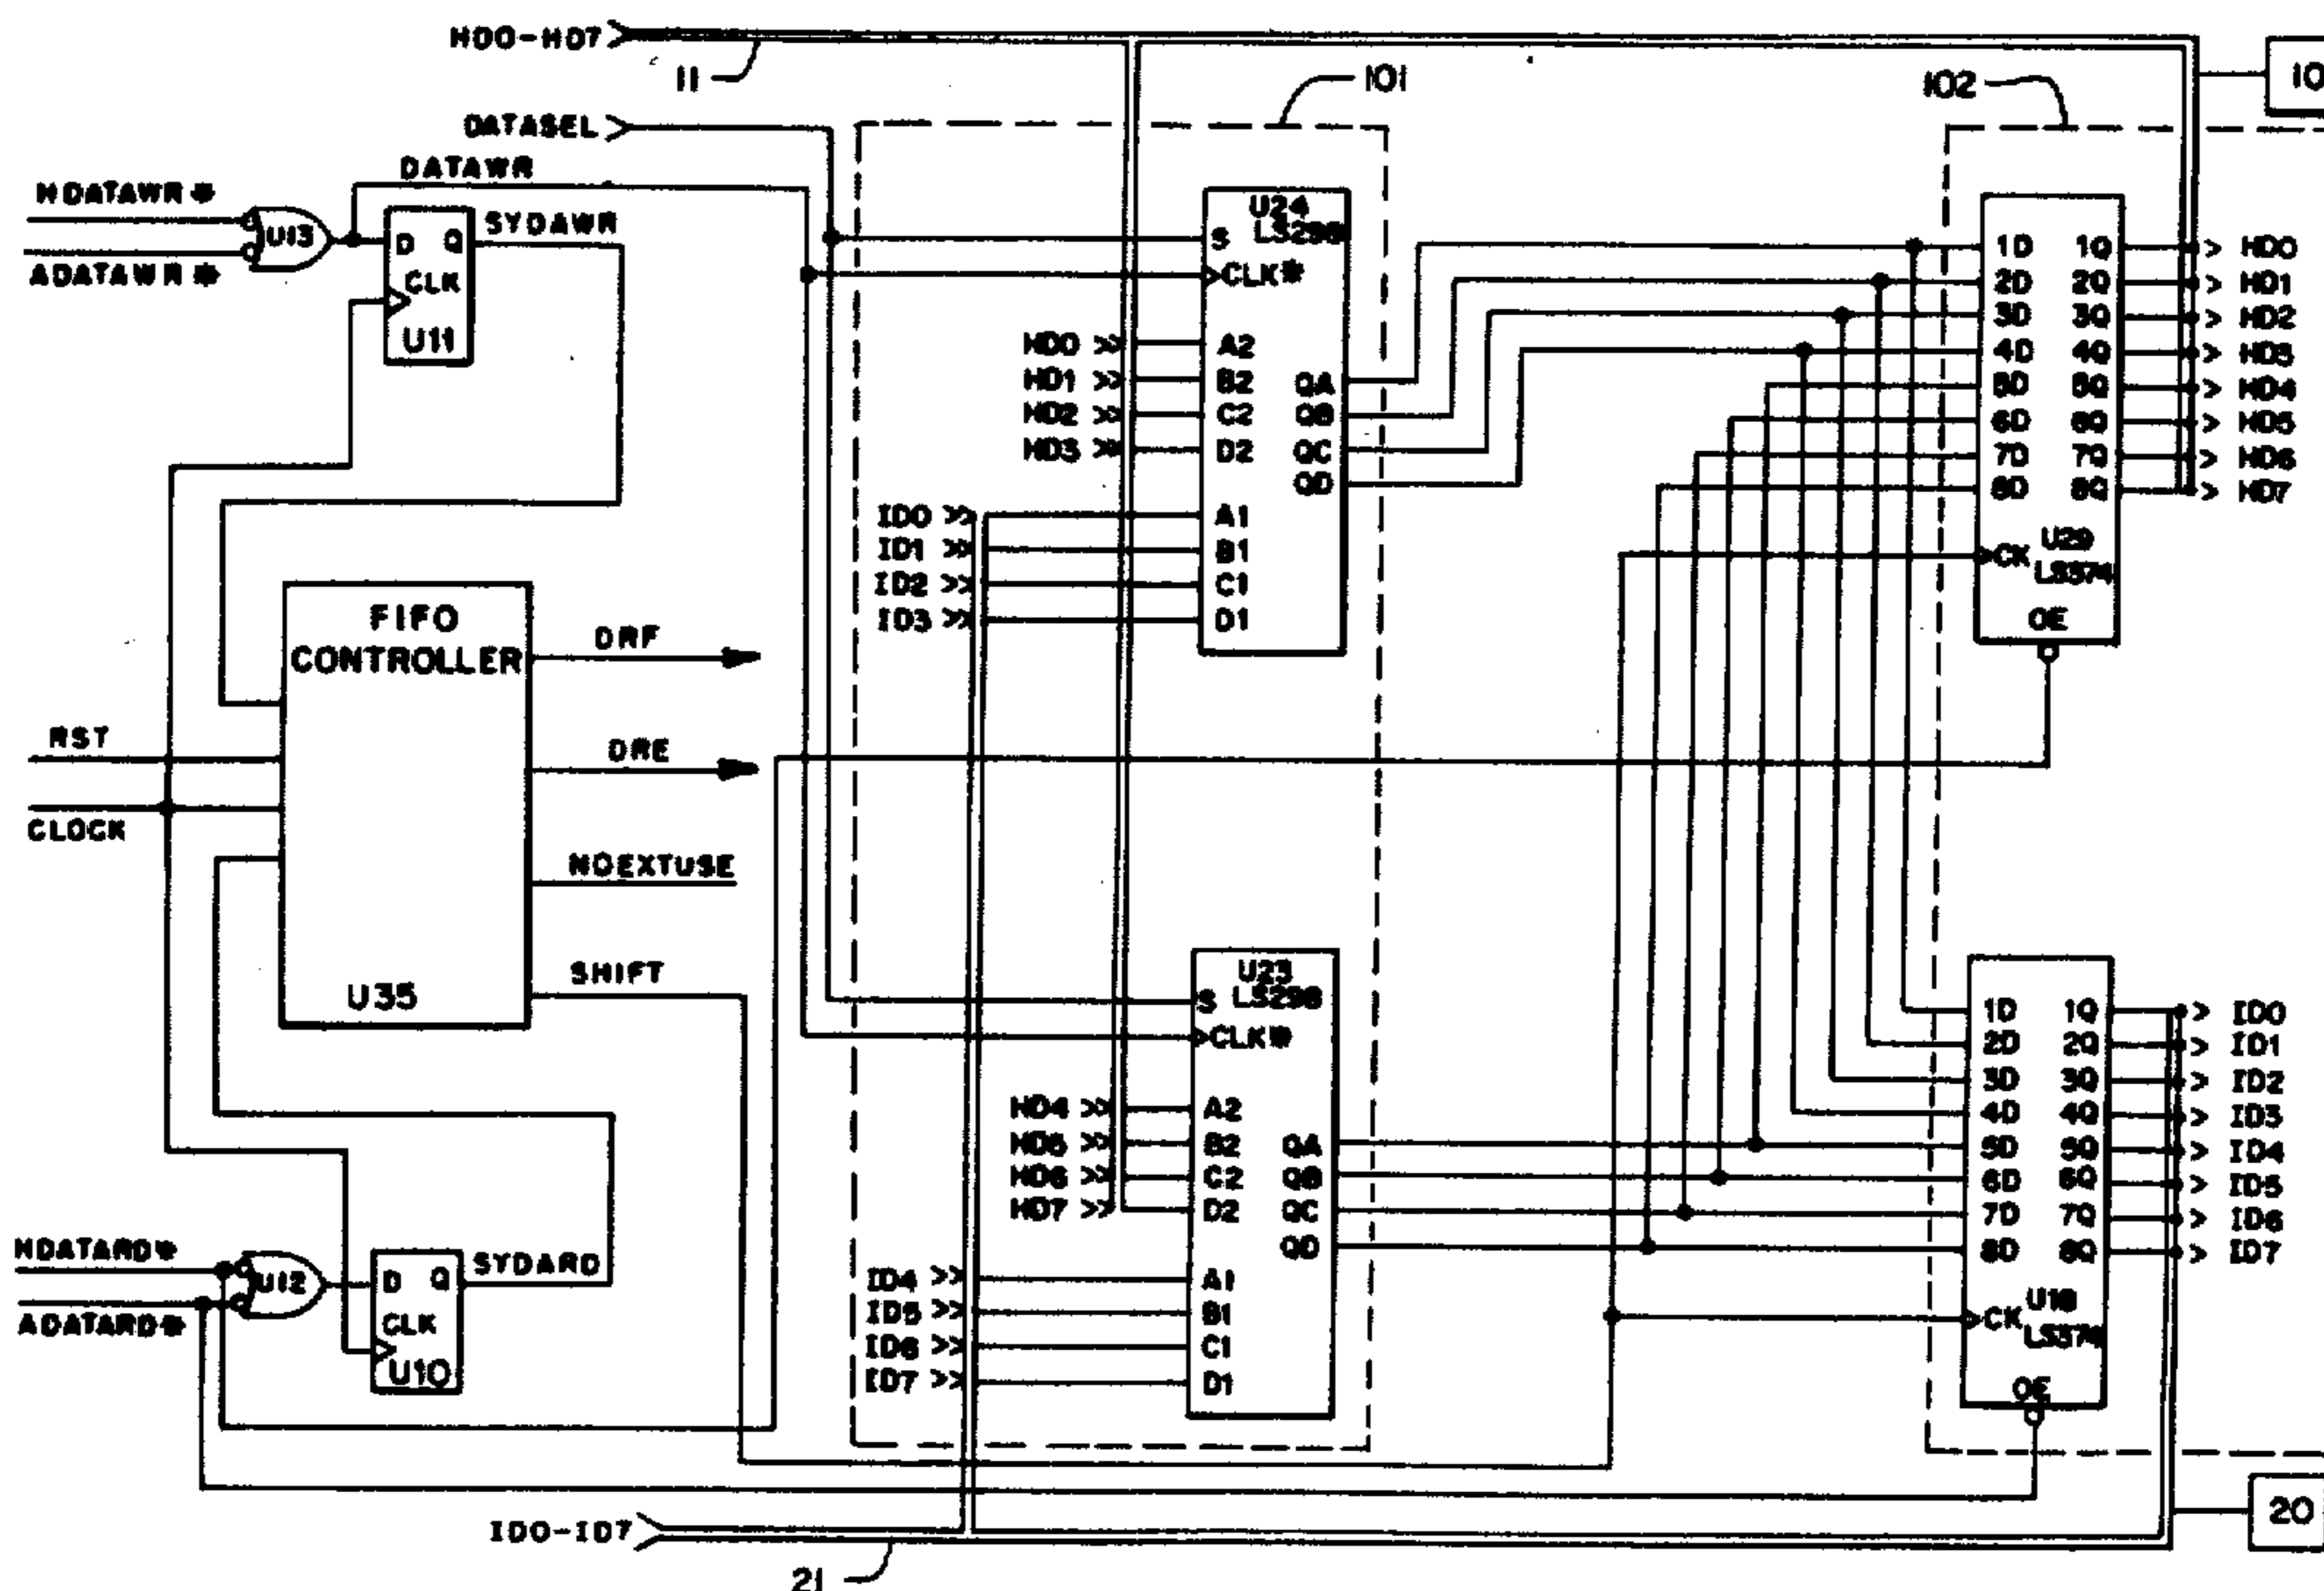 HD0-HD7
11
101
102
10
DATASEL
DATAWR
HDATAWR*
ADATAWR*
U13
D Q
CLK
U11
SYDAWR
FIFO
CONTROLLER
U35
RST
CLOCK
DRF
DRE
NOEXTUSE
SHIFT
HDATARD*
ADATARD*
U12
D Q
CLK
U10
SYDARD
U24
LS298
S
CLK*
HD0 A2
HD1 B2
HD2 C2
HD3 D2
QA
QB
QC
QD
ID0 A1
ID1 B1
ID2 C1
ID3 D1
U23
LS298
S
CLK*
HD4 A2
HD5 B2
HD6 C2
HD7 D2
QA
QB
QC
QD
ID4 A1
ID5 B1
ID6 C1
ID7 D1
1D 1Q HD0
2D 2Q HD1
3D 3Q HD2
4D 4Q HD3
5D 5Q HD4
6D 6Q HD5
7D 7Q HD6
8D 8Q HD7
CK
U29
LS374
OE
1D 1Q ID0
2D 2Q ID1
3D 3Q ID2
4D 4Q ID3
5D 5Q ID4
6D 6Q ID5
7D 7Q ID6
8D 8Q ID7
CK
U18
LS374
OE
20
ID0-ID7
21